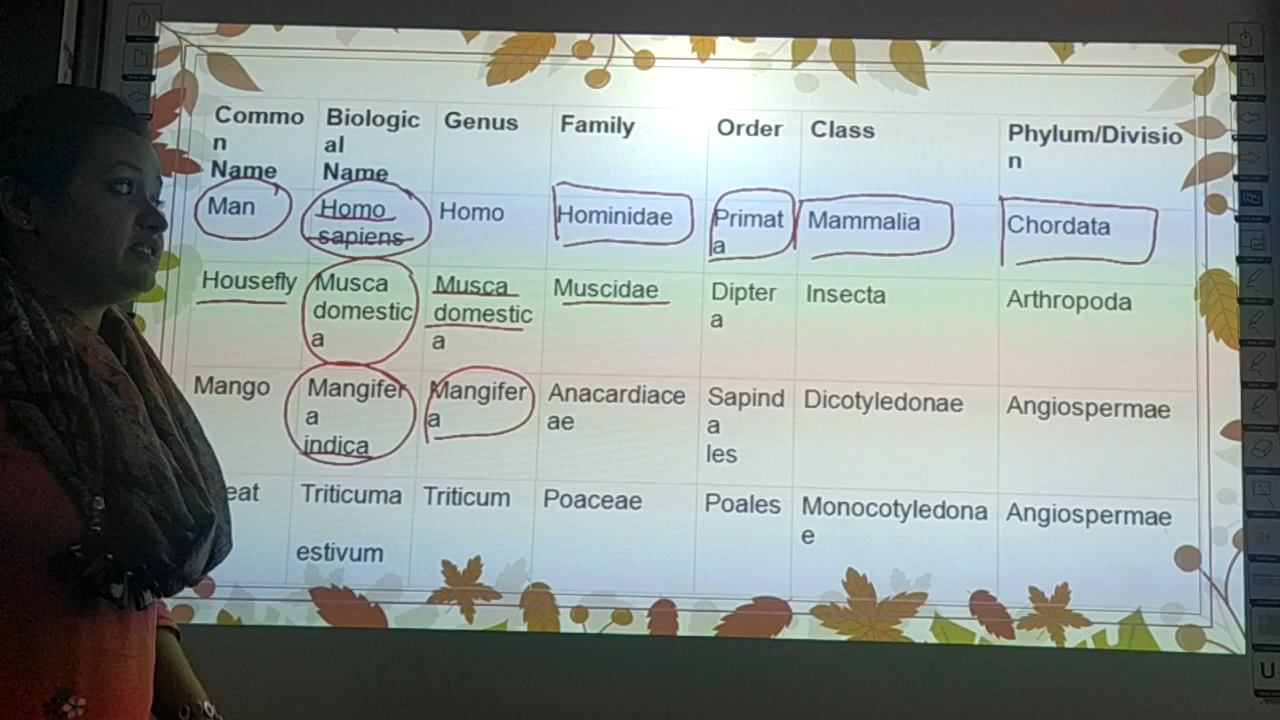 Commo
n
Name
Biologic
al
Name
Genus
Family
Order
Class
Phylum/Divisio
n
Man
Homo
sapiens
Homo
Hominidae
Primat
a
Mammalia
Chordata
Housefly
Musca
domestic
a
Musca
domestic
a
Muscidae
Dipter
a
Insecta
Arthropoda
Mango
Mangifer
a
indica
Mangifer
a
Anacardiace
ae
Sapind
a
les
Dicotyledonae
Angiospermae
eat
Triticuma
estivum
Triticum
Poaceae
Poales
Monocotyledona
e
Angiospermae
U